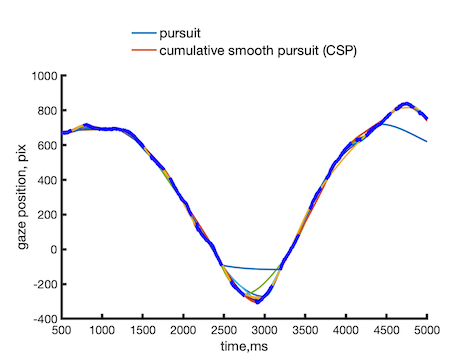 pursuit
cumulative smooth pursuit (CSP)
1000
800
600
400
200
0
-200
-400
gaze position, pix
500 1000 1500 2000 2500 3000 3500 4000 4500 5000
time,ms